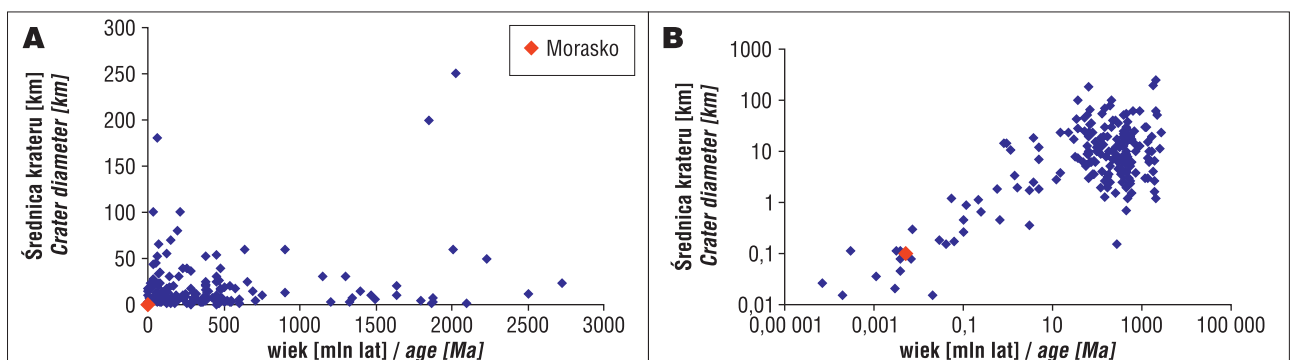 A
Średnica krateru [km]
Crater diameter [km]
300
250
200
150
100
50
0
0 500 1000 1500 2000 2500 3000
wiek [mln lat] / age [Ma]
Morasko
B
Średnica krateru [km]
Crater diameter [km]
1000
100
10
1
0,1
0,01
0,00 001 0,001 0,1 10 1000 100 000
wiek [mln lat] / age [Ma]